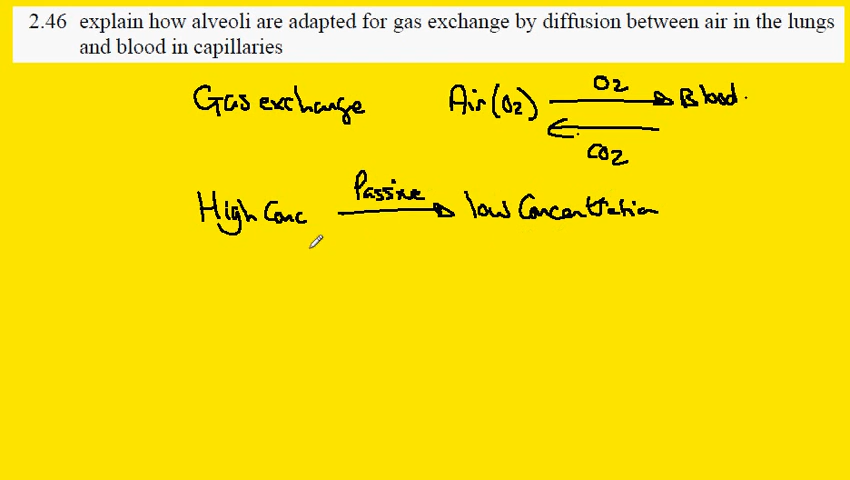 2.46 explain how alveoli are adapted for gas exchange by diffusion between air in the lungs
and blood in capillaries
Gas exchange Air (O2) O2 Blood.
CO2
High Conc Passive low Concentration